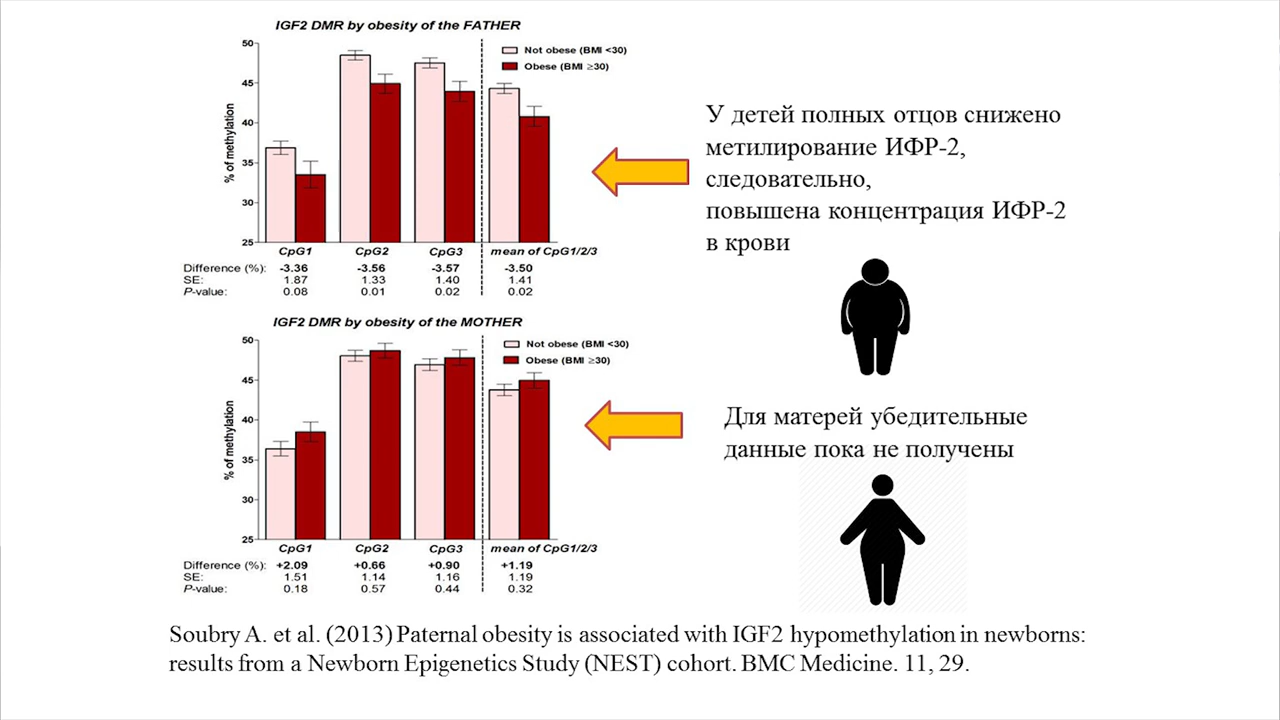 IGF2 DMR by obesity of the FATHER
% of methylation
50
45
40
35
30
25
Not obese (BMI <30)
Obese (BMI ≥30)
CpG1 CpG2 CpG3 mean of CpG1/2/3
Difference (%): -3.36 -3.56 -3.57 -3.50
SE: 1.87 1.33 1.40 1.41
P-value: 0.08 0.01 0.02 0.02
У детей полных отцов снижено
метилирование ИФР-2,
следовательно,
повышена концентрация ИФР-2
в крови
IGF2 DMR by obesity of the MOTHER
% of methylation
50
45
40
35
30
25
Not obese (BMI <30)
Obese (BMI ≥30)
CpG1 CpG2 CpG3 mean of CpG1/2/3
Difference (%): +2.09 +0.66 +0.90 +1.19
SE: 1.51 1.14 1.16 1.19
P-value: 0.18 0.57 0.44 0.32
Для матерей убедительные
данные пока не получены
Soubry A. et al. (2013) Paternal obesity is associated with IGF2 hypomethylation in newborns:
results from a Newborn Epigenetics Study (NEST) cohort. BMC Medicine. 11, 29.